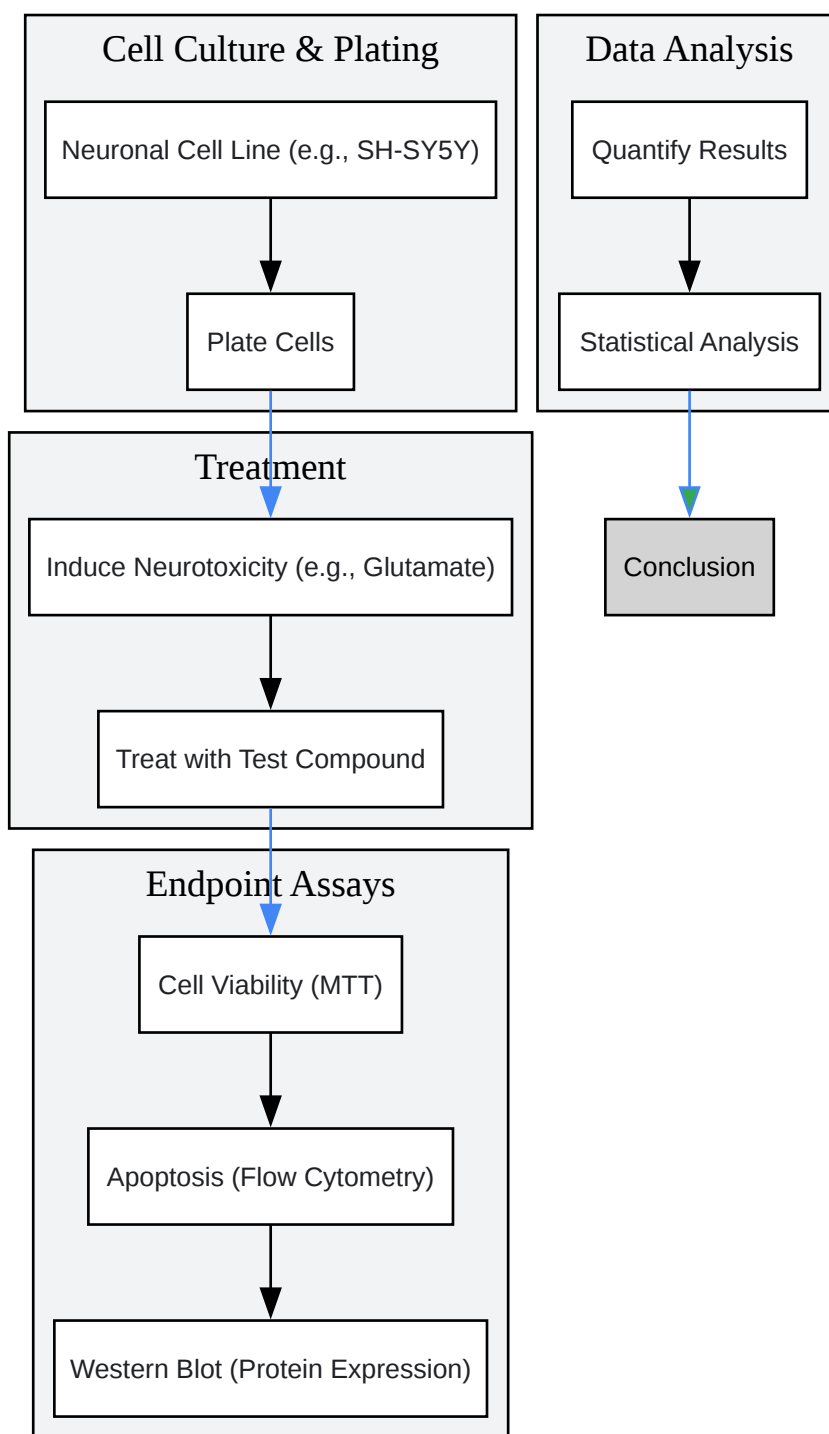 Cell Culture & Plating
Neuronal Cell Line (e.g., SH-SY5Y)
Plate Cells
Treatment
Induce Neurotoxicity (e.g., Glutamate)
Treat with Test Compound
Endpoint Assays
Cell Viability (MTT)
Apoptosis (Flow Cytometry)
Western Blot (Protein Expression)
Data Analysis
Quantify Results
Statistical Analysis
Conclusion